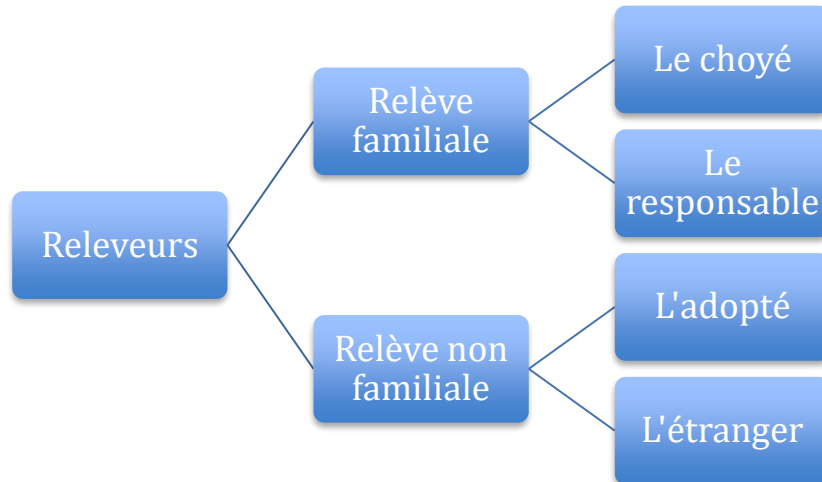 Releveurs
Relève
familiale
Le choyé
Le
responsable
Relève non
familiale
L'adopté
L'étranger